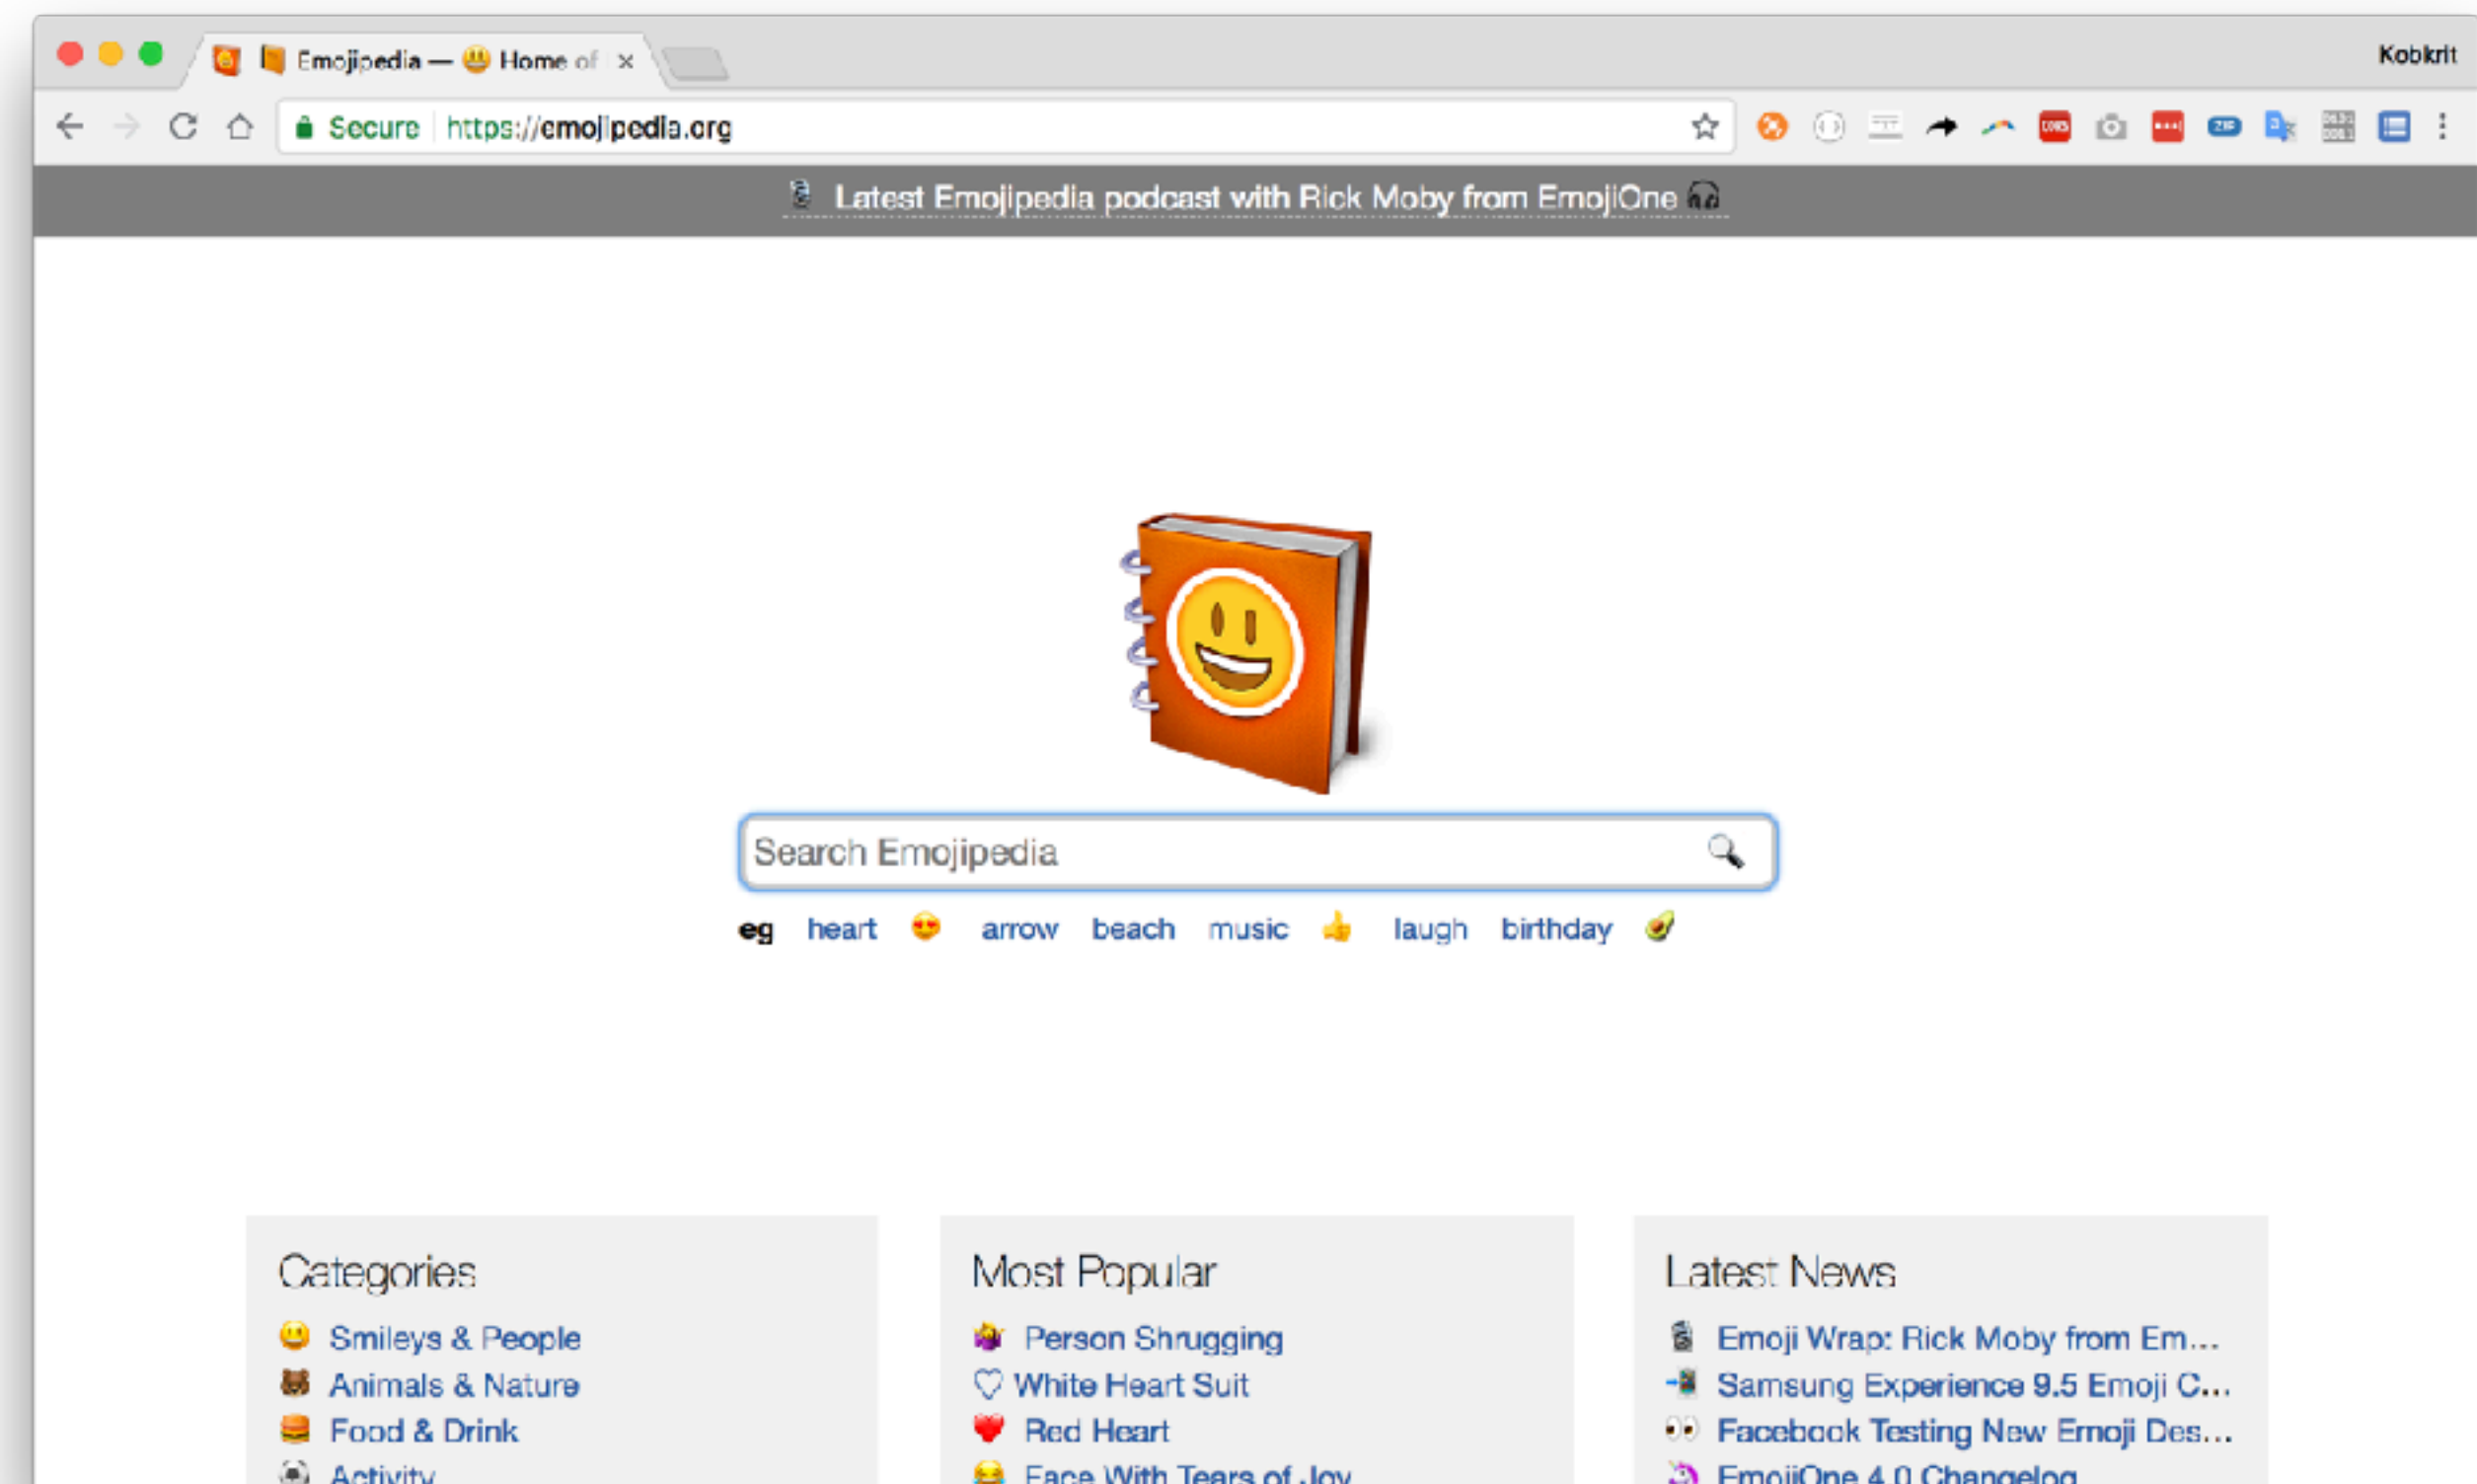 Emojipedia — 😃 Home of
Kobkrit
Secure https://emojipedia.org
Latest Emojipedia podcast with Rick Moby from EmojiOne
Search Emojipedia
eg heart 😍 arrow beach music 👍 laugh birthday 🥑
Categories
Smileys & People
Animals & Nature
Food & Drink
Activity
Most Popular
Person Shrugging
White Heart Suit
Red Heart
Face With Tears of Joy
Latest News
Emoji Wrap: Rick Moby from Em...
Samsung Experience 9.5 Emoji C...
Facebook Testing New Emoji Des...
EmojiOne 4.0 Changelog